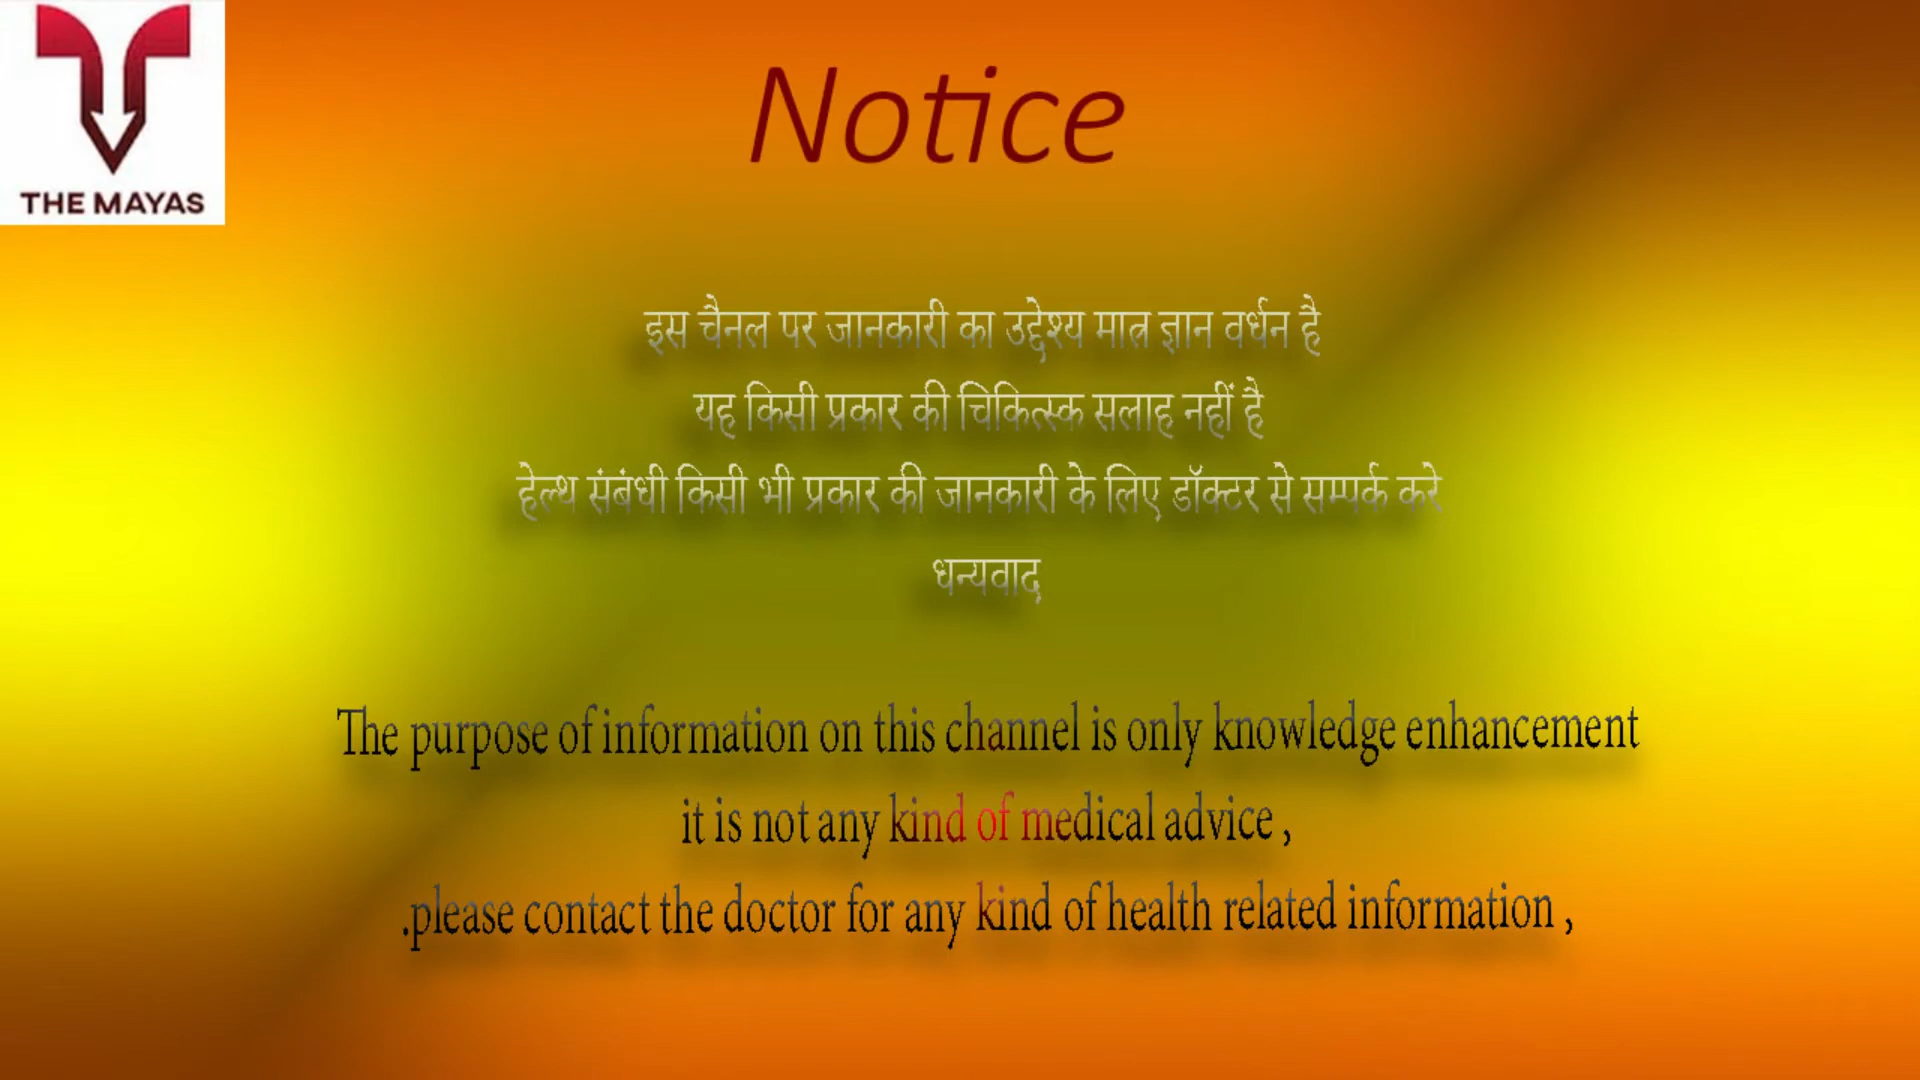 THE MAYAS
Notice
इस चैनल पर जानकारी का उद्देश्य मात्र ज्ञान वर्धन है
यह किसी प्रकार की चिकित्स्क सलाह नहीं है
हेल्थ संबंधी किसी भी प्रकार की जानकारी के लिए डॉक्टर से सम्पर्क करे
धन्यवाद
The purpose of information on this channel is only knowledge enhancement
it is not any kind of medical advice ,
.please contact the doctor for any kind of health related information ,